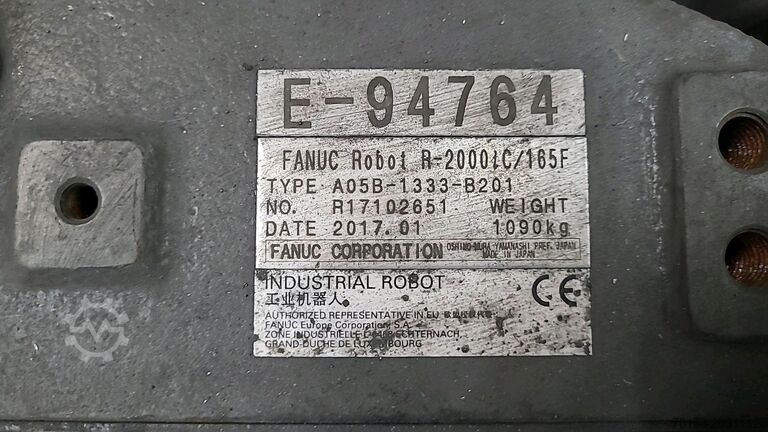 E-94764
FANUC Robot R-2000iC/165F
TYPE A05B-1333-B201
NO. R17102651 WEIGHT
DATE 2017.01 1090kg
FANUC CORPORATION OSHINO-MURA, YAMANASHI PREF. JAPAN
MADE IN JAPAN
INDUSTRIAL ROBOT
工业机器人
CE
AUTHORIZED REPRESENTATIVE IN EU
FANUC Europe Corporation, S.A.
ZONE INDUSTRIELLE ECHTERNACH,
GRAND-DUCHE DE LUXEMBOURG